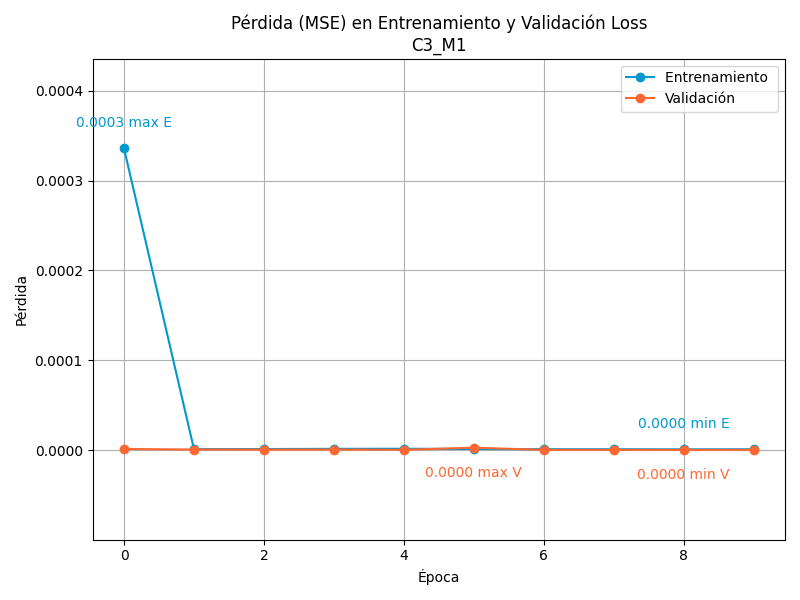 Pérdida (MSE) en Entrenamiento y Validación Loss
C3_M1
Entrenamiento
Validación
0.0004
0.0003 max E
0.0003
0.0002
Pérdida
0.0001
0.0000 min E
0.0000
0.0000 max V
0.0000 min V
0
2
4
6
8
Época